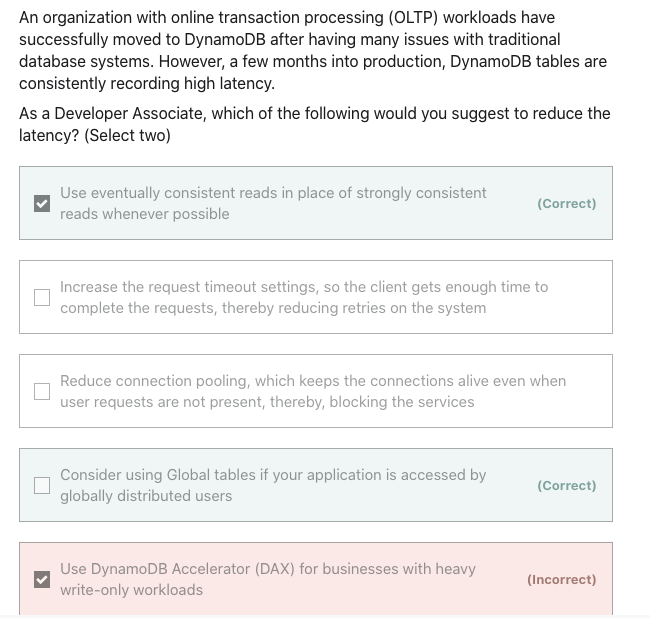 An organization with online transaction processing (OLTP) workloads have
successfully moved to DynamoDB after having many issues with traditional
database systems. However, a few months into production, DynamoDB tables are
consistently recording high latency.
As a Developer Associate, which of the following would you suggest to reduce the
latency? (Select two)
Use eventually consistent reads in place of strongly consistent
reads whenever possible
(Correct)
Increase the request timeout settings, so the client gets enough time to
complete the requests, thereby reducing retries on the system
Reduce connection pooling, which keeps the connections alive even when
user requests are not present, thereby, blocking the services
Consider using Global tables if your application is accessed by
globally distributed users
(Correct)
Use DynamoDB Accelerator (DAX) for businesses with heavy
write-only workloads
(Incorrect)